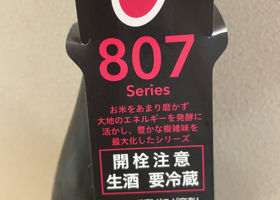 807
Series
お米をあまり磨かず
大地のエネルギーを発酵に
活かし、豊かな複雑味を
最大化したシリーズ
開栓注意
生酒 要冷蔵